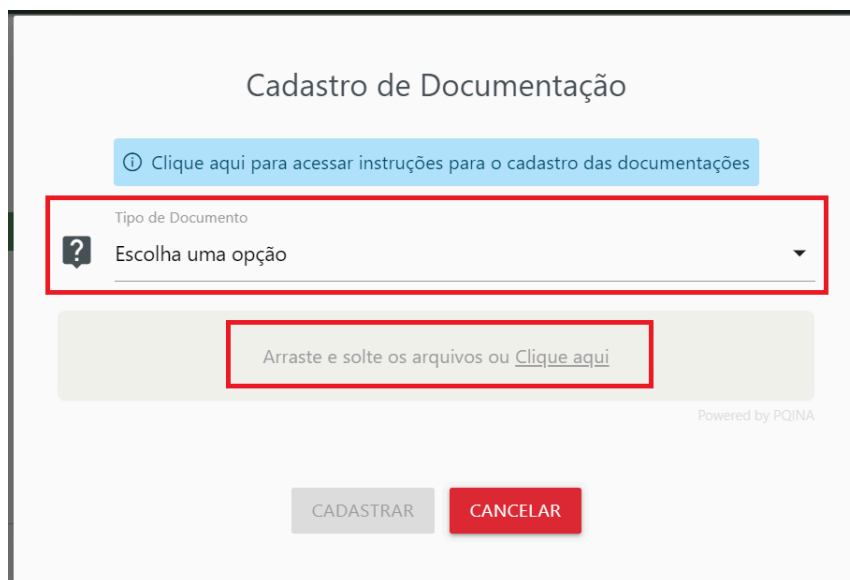 Cadastro de Documentação
Clique aqui para acessar instruções para o cadastro das documentações
Tipo de Documento
Escolha uma opção
Arraste e solte os arquivos ou Clique aqui
Powered by PQINA
CADASTRAR
CANCELAR